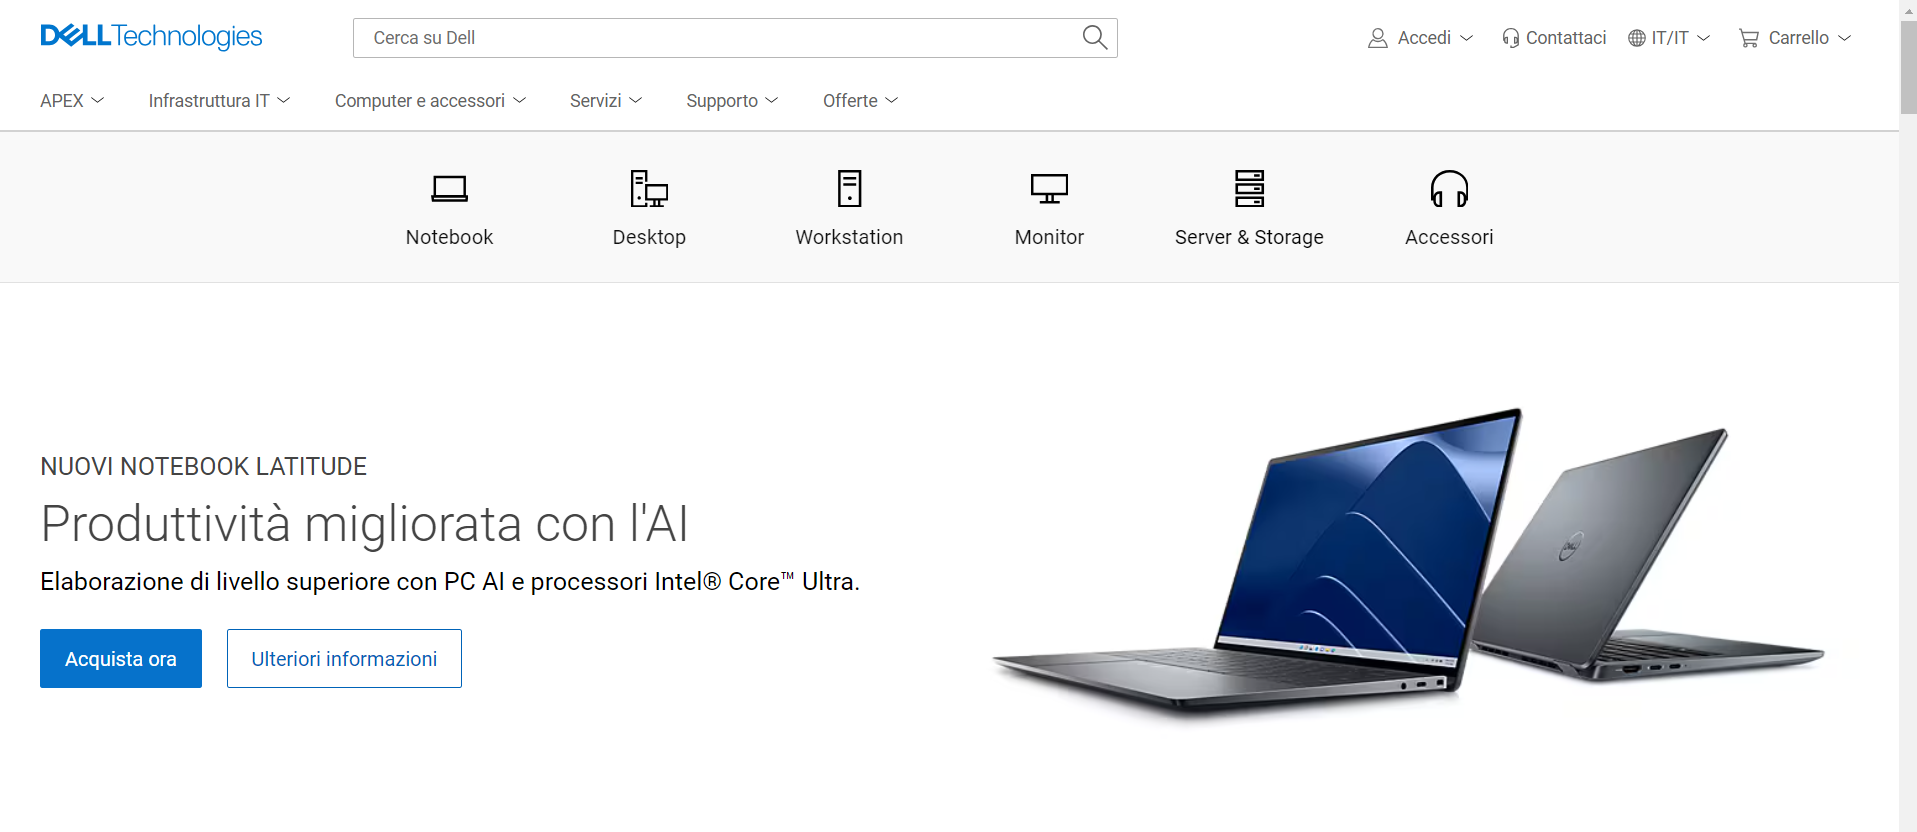 DELLTechnologies
Cerca su Dell
Accedi
Contattaci
IT/IT
Carrello
APEX
Infrastruttura IT
Computer e accessori
Servizi
Supporto
Offerte
Notebook
Desktop
Workstation
Monitor
Server & Storage
Accessori
NUOVI NOTEBOOK LATITUDE
Produttività migliorata con l'AI
Elaborazione di livello superiore con PC AI e processori Intel® Core™ Ultra.
Acquista ora
Ulteriori informazioni
DELL